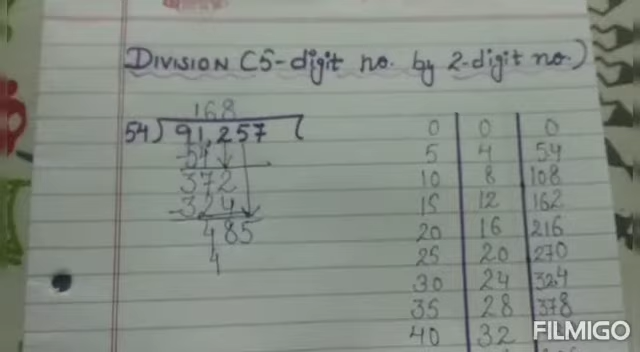 DIVISION (5-digit no. by 2-digit no.)
168
54) 91,257 (
-54
372
-324
485
4
0 0 0
5 4 54
10 8 108
15 12 162
20 16 216
25 20 270
30 24 324
35 28 378
40 32
FILMIGO